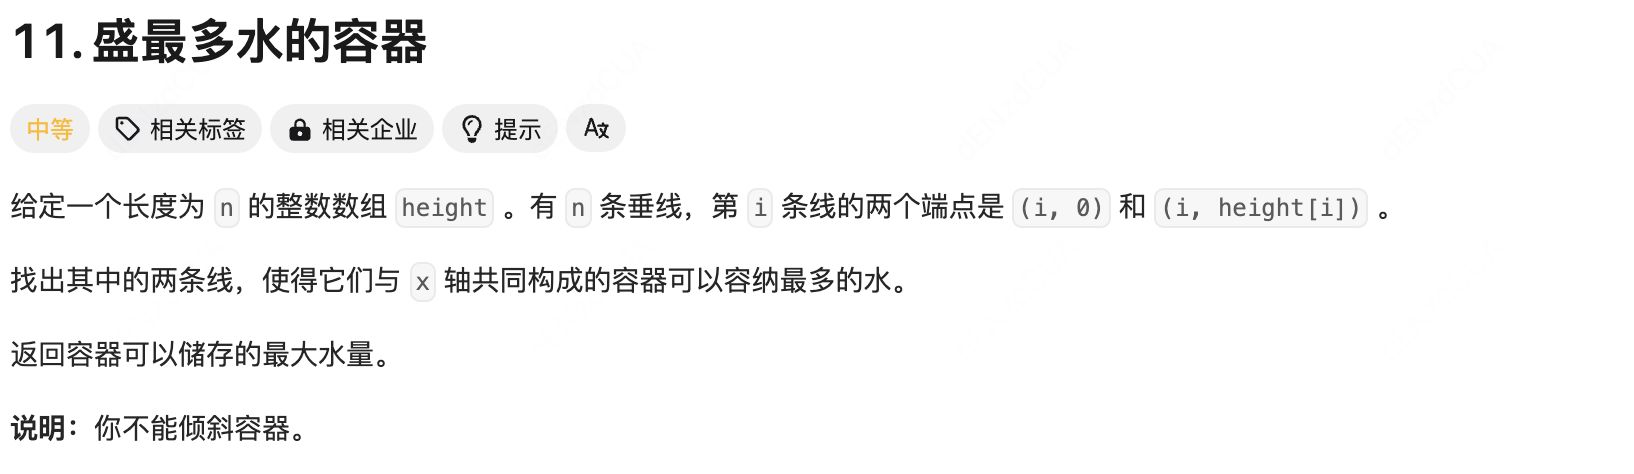 11. 盛最多水的容器
中等 相关标签 相关企业 提示 A文
给定一个长度为 n 的整数数组 height 。有 n 条垂线，第 i 条线的两个端点是 (i, 0) 和 (i, height[i]) 。
找出其中的两条线，使得它们与 x 轴共同构成的容器可以容纳最多的水。
返回容器可以储存的最大水量。
说明：你不能倾斜容器。